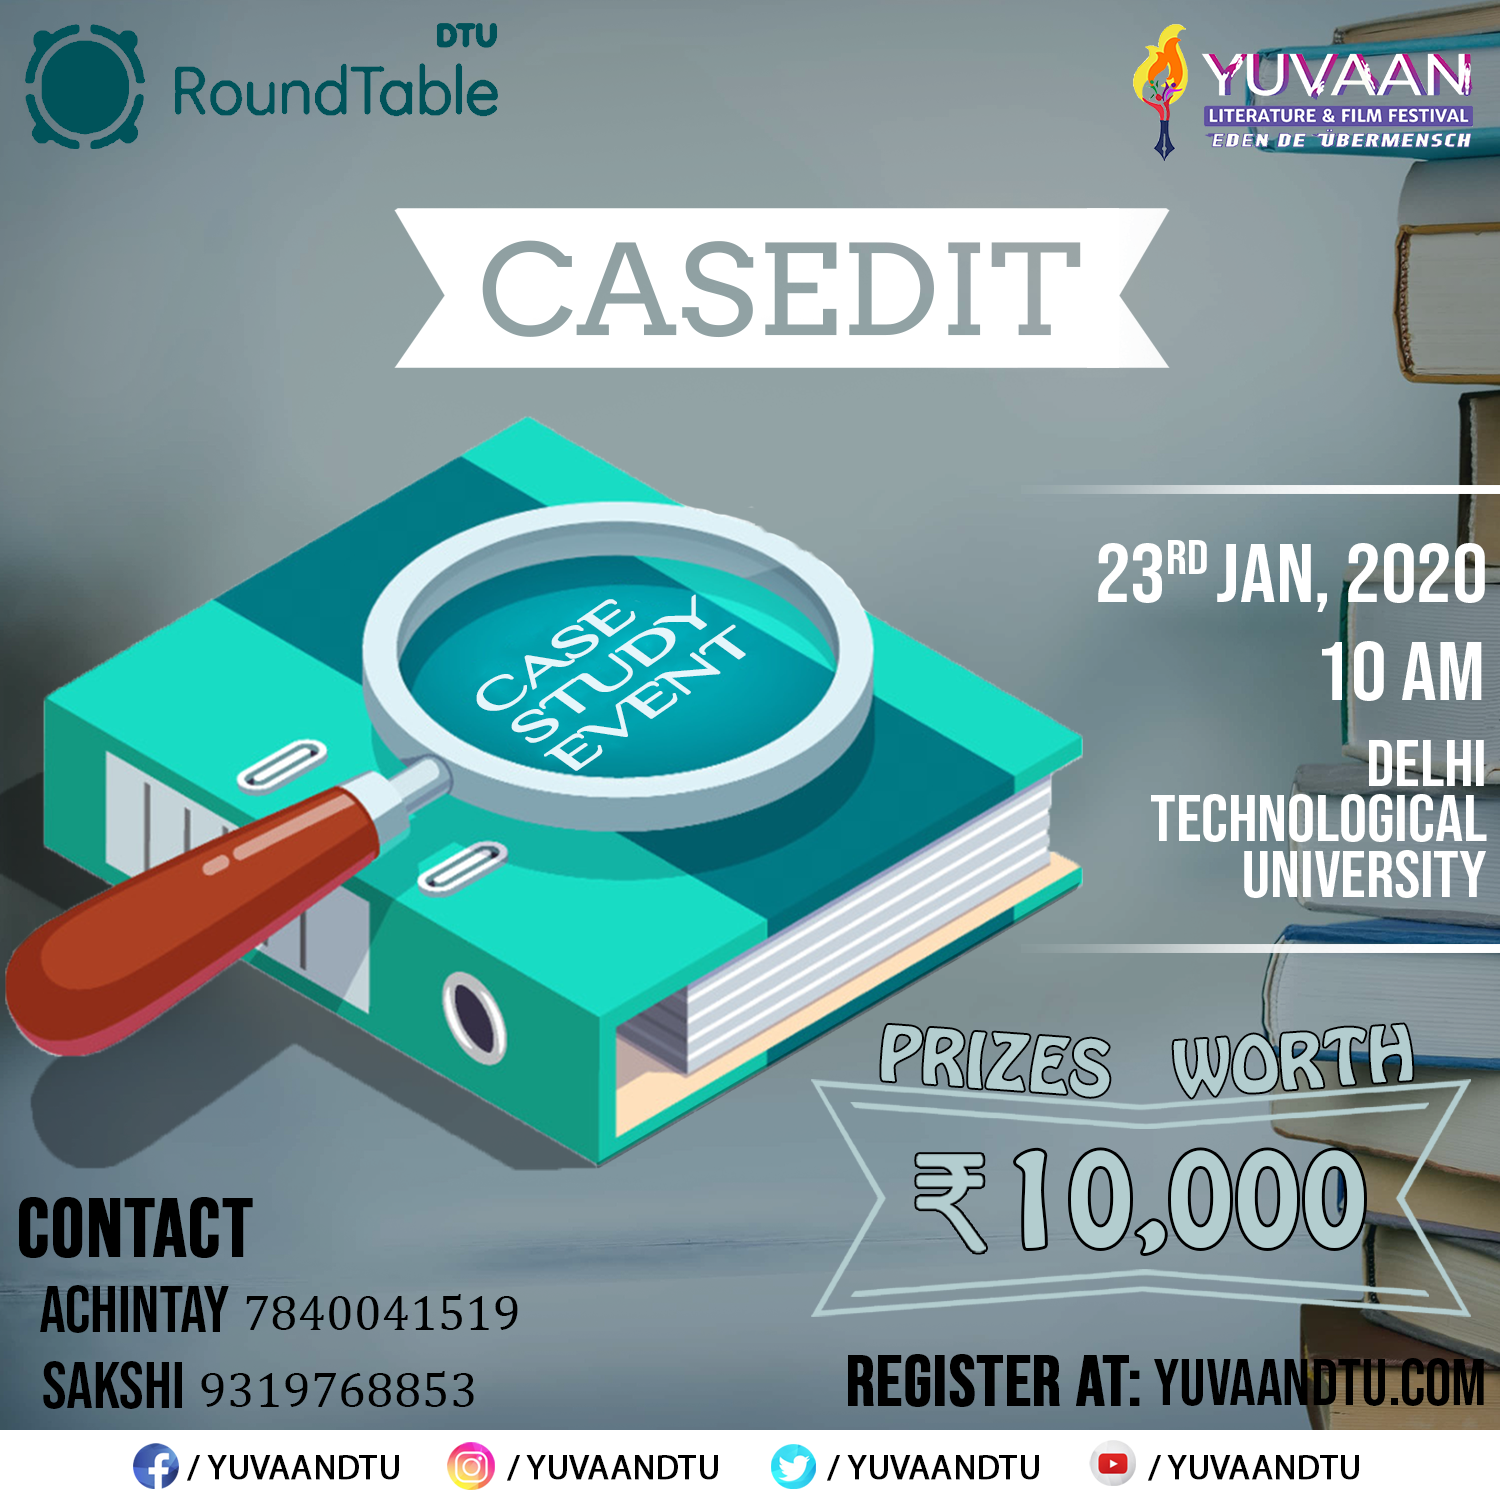 DTU
RoundTable
YUVAAN
LITERATURE & FILM FESTIVAL
EDEN DE ÜBERMENSCH
CASEDIT
CASE
STUDY
EVENT
23RD JAN, 2020
10 AM
DELHI
TECHNOLOGICAL
UNIVERSITY
PRIZES WORTH
₹10,000
CONTACT
ACHINTAY 7840041519
SAKSHI 9319768853
REGISTER AT: YUVAANDTU.COM
/ YUVAANDTU / YUVAANDTU / YUVAANDTU / YUVAANDTU